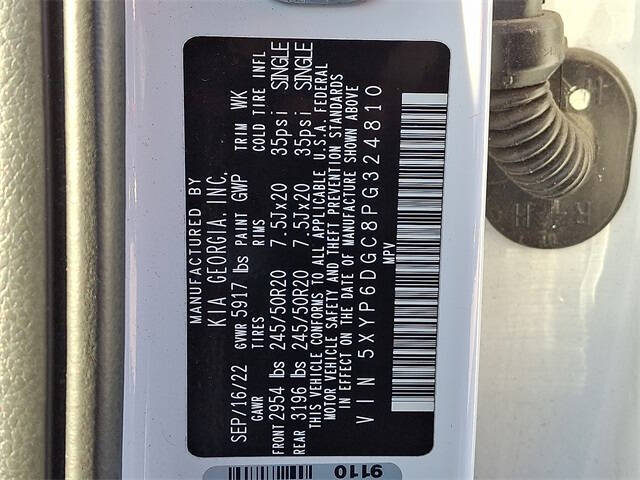 MANUFACTURED BY
KIA GEORGIA, INC,
SEP/16/22 GVWR 5917 lbs PAINT GWP TRIM WK
GAWR TIRES RIMS COLD TIRE INFL
FRONT 2954 lbs 245/50R20 7.5Jx20 35psi SINGLE
REAR 3196 lbs 245/50R20 7.5Jx20 35psi SINGLE
THIS VEHICLE CONFORMS TO ALL APPLICABLE U.S.A. FEDERAL
MOTOR VEHICLE SAFETY AND THEFT PREVENTION STANDARDS
IN EFFECT ON THE DATE OF MANUFACTURE SHOWN ABOVE
VIN 5XYP6DGC8PG324810
MPV
9110